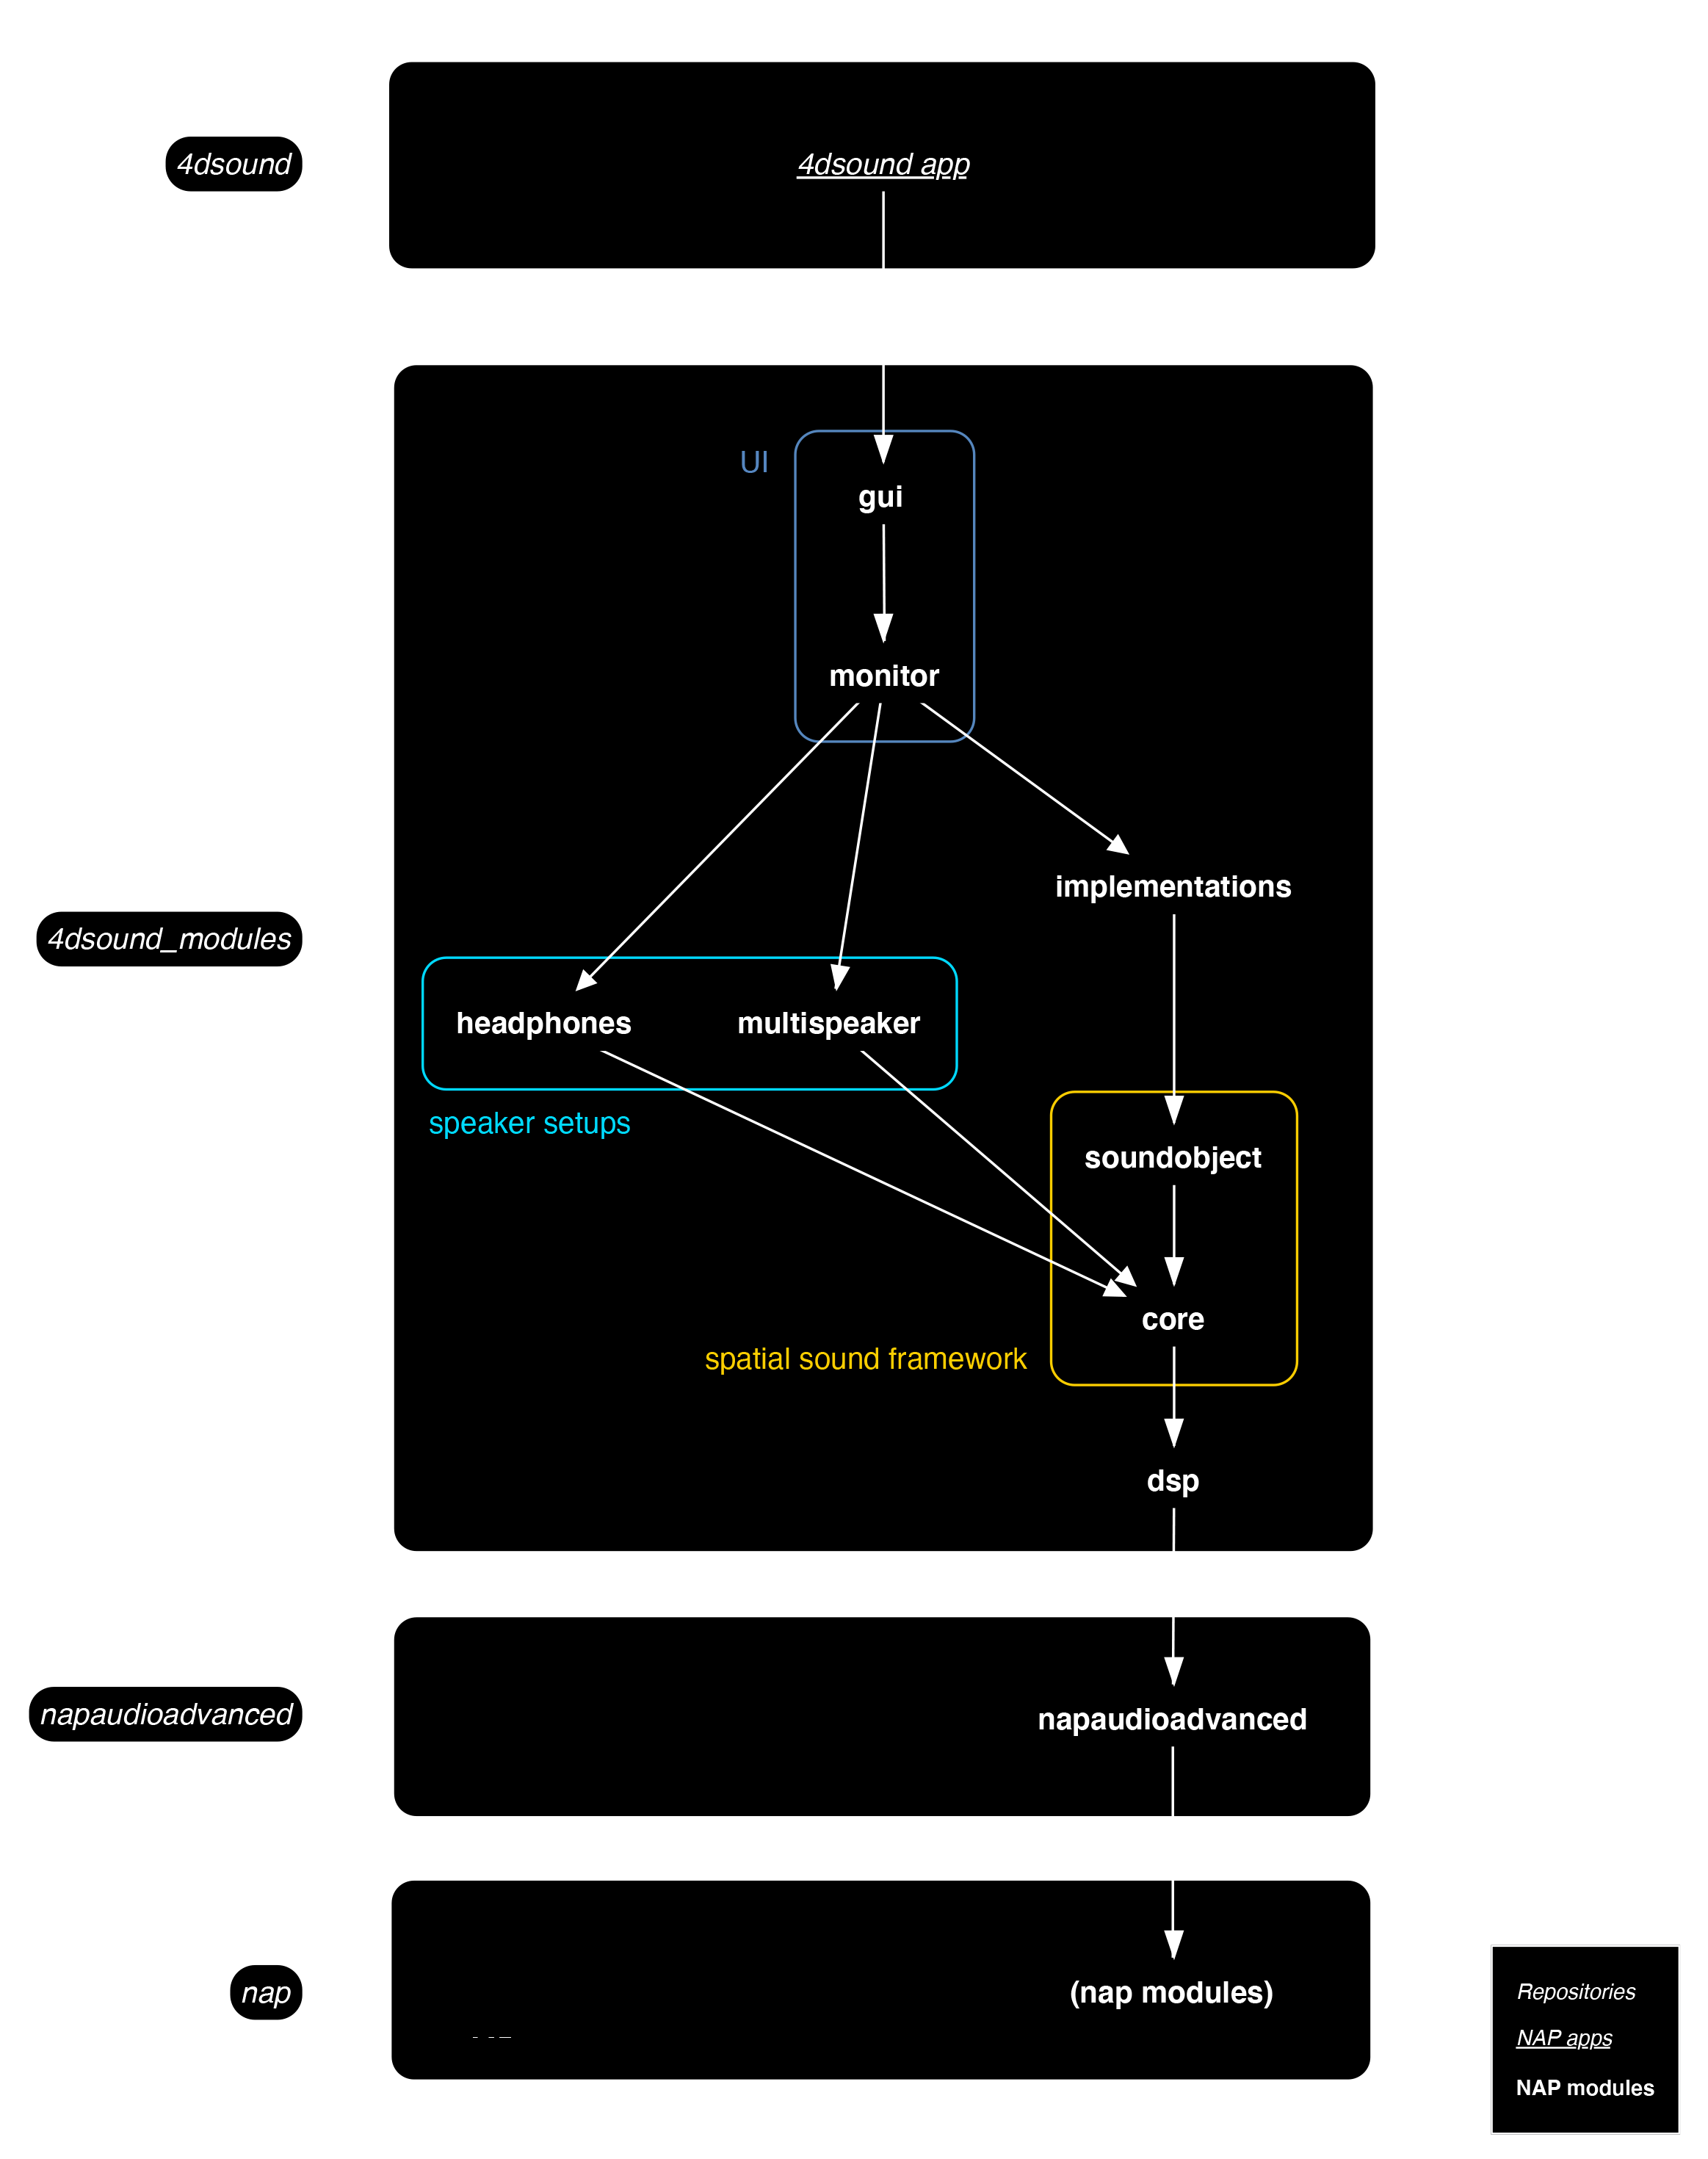 4dsound
4dsound app
UI
gui
monitor
implementations
4dsound_modules
headphones
multispeaker
speaker setups
soundobject
core
spatial sound framework
dsp
napaudioadvanced
napaudioadvanced
nap
(nap modules)
Repositories
NAP apps
NAP modules